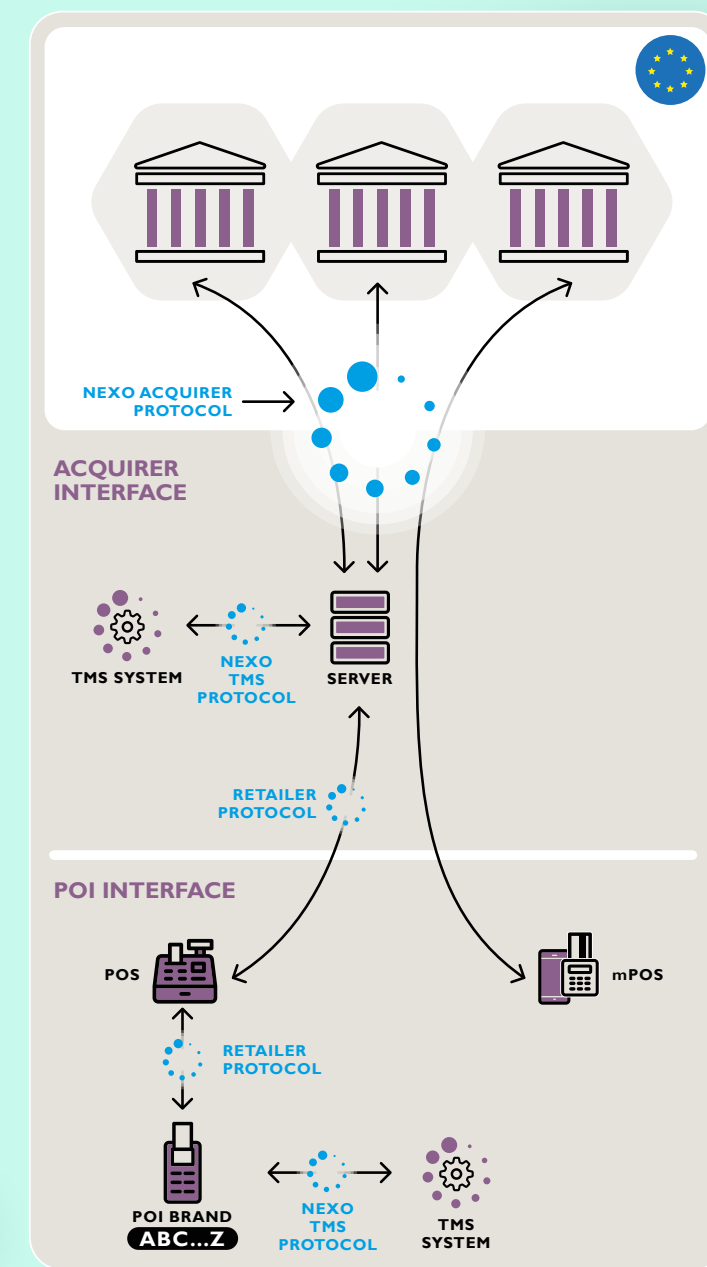 NEXO ACQUIRER
PROTOCOL
ACQUIRER
INTERFACE
TMS SYSTEM
NEXO
TMS
PROTOCOL
SERVER
RETAILER
PROTOCOL
POI INTERFACE
POS
mPOS
RETAILER
PROTOCOL
POI BRAND
ABC...Z
NEXO
TMS
PROTOCOL
TMS
SYSTEM